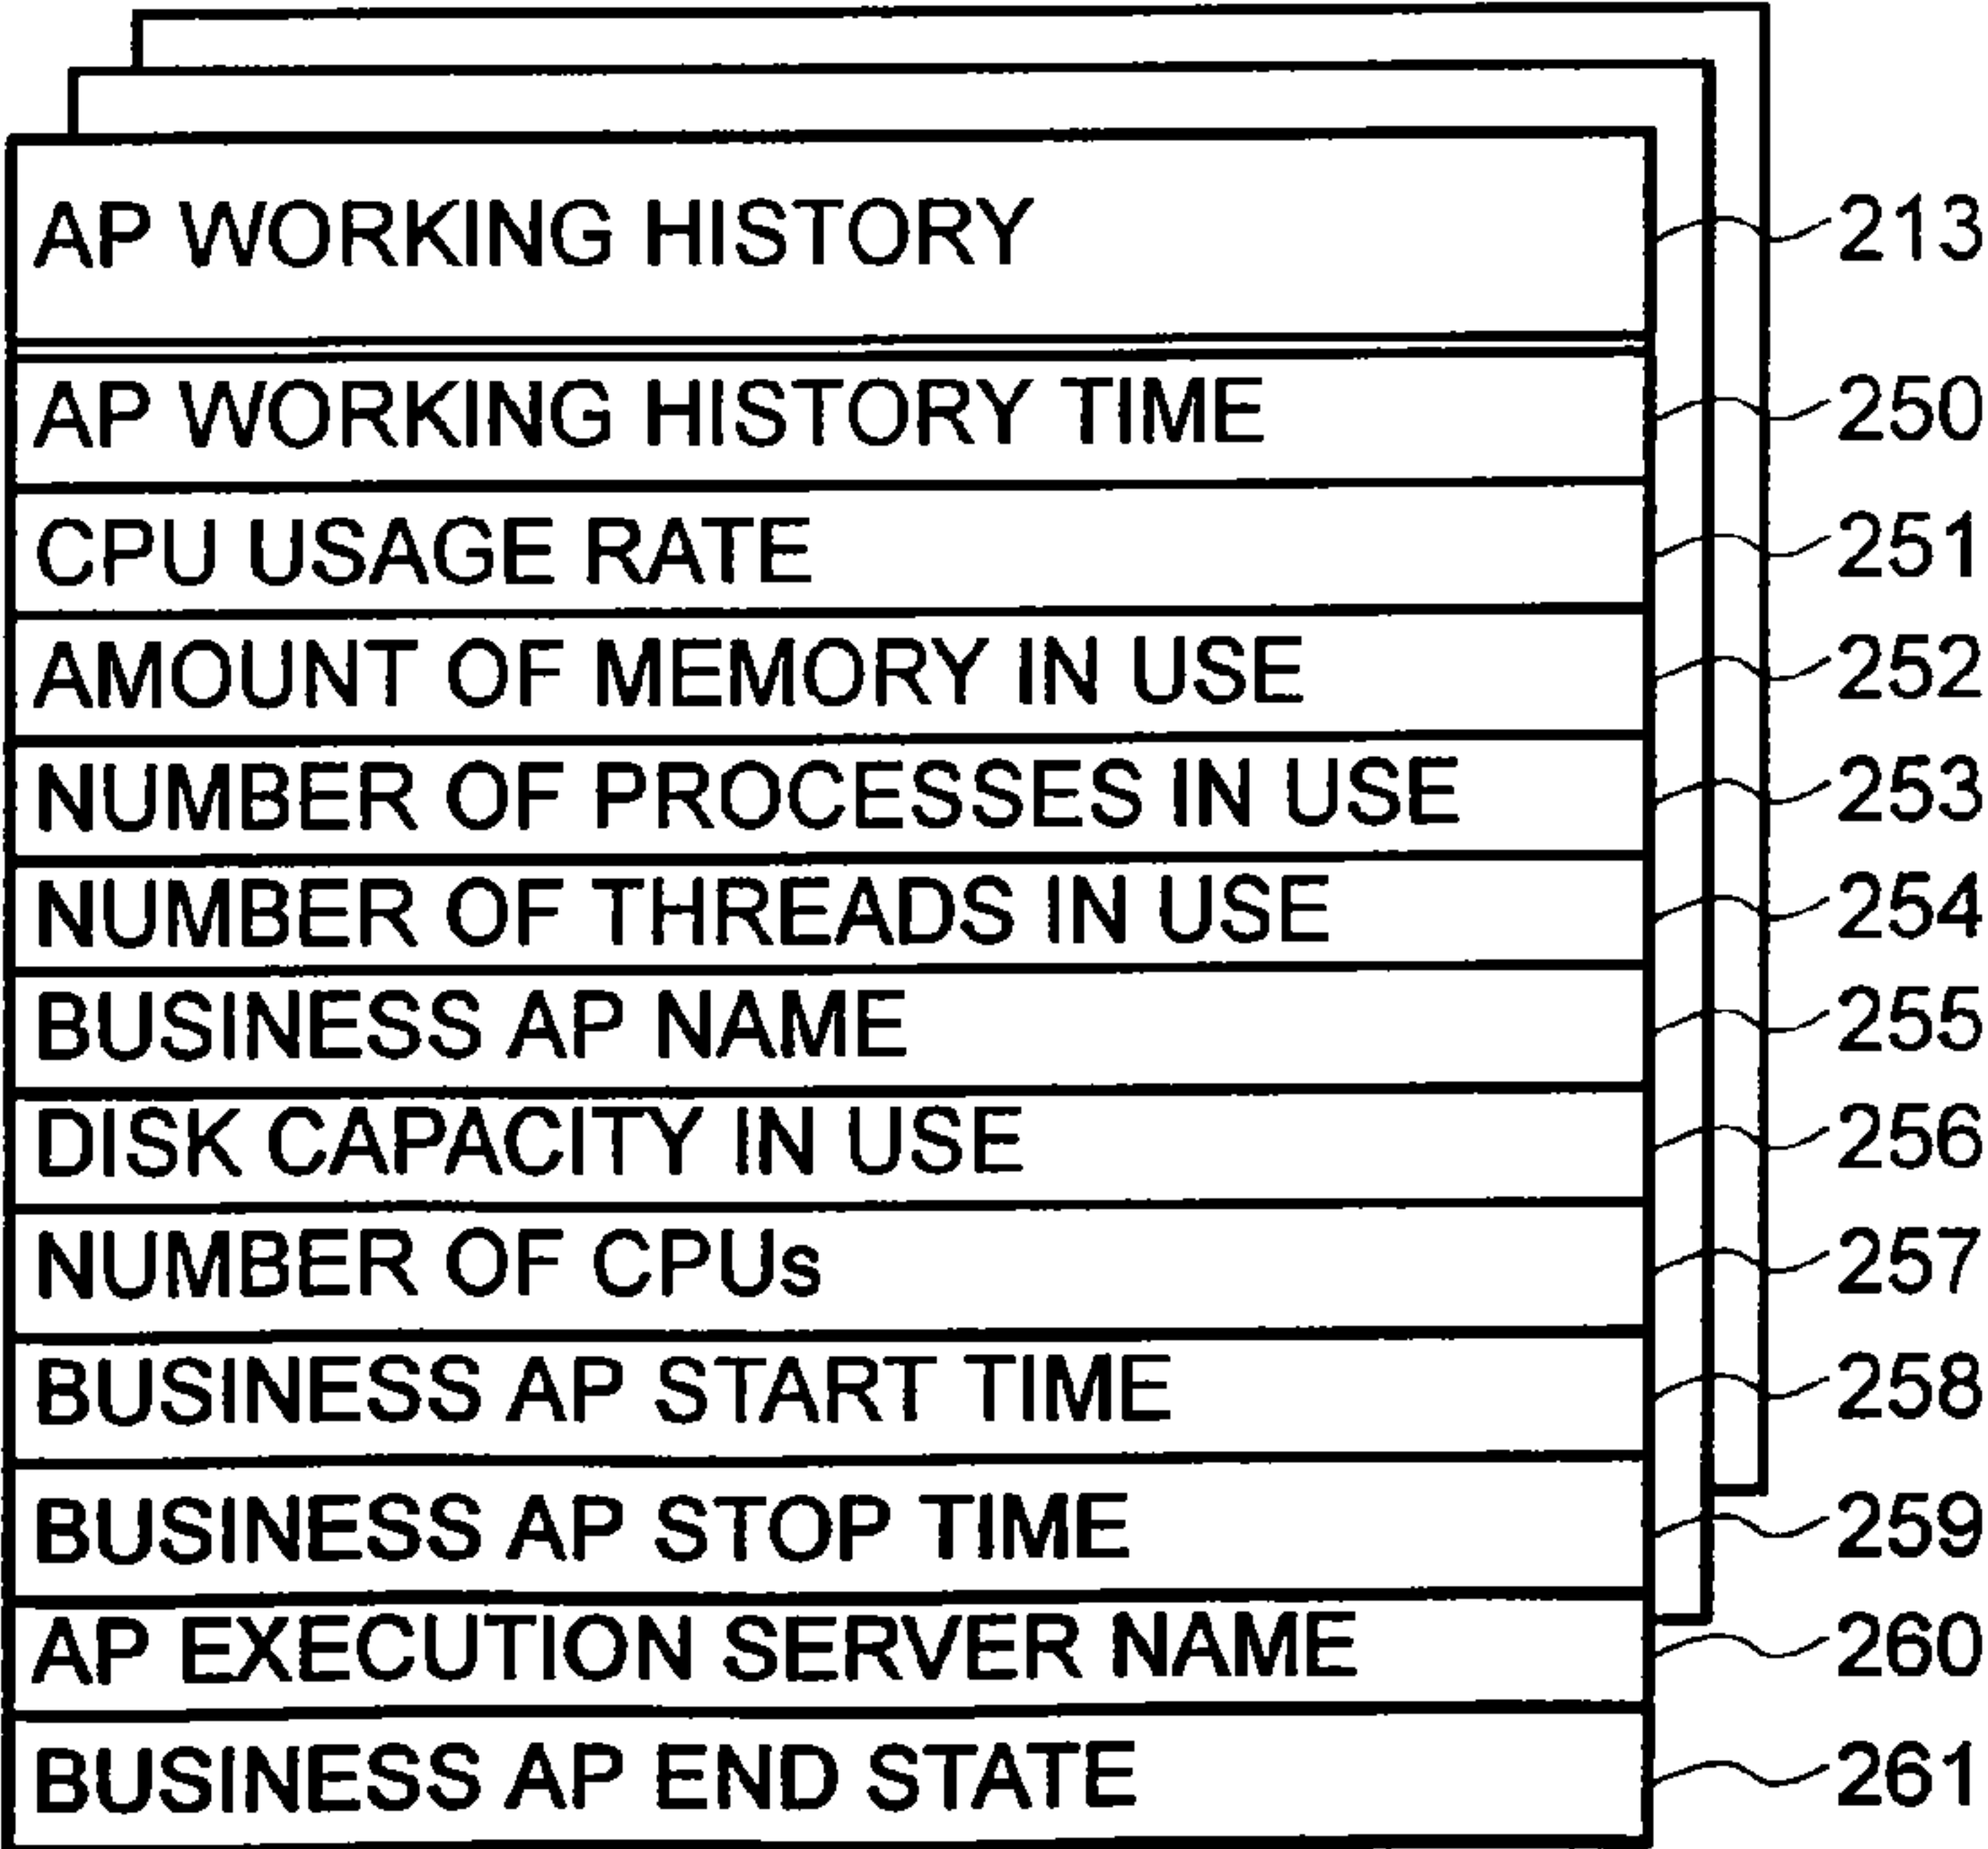 AP WORKING HISTORY 213
AP WORKING HISTORY TIME 250
CPU USAGE RATE 251
AMOUNT OF MEMORY IN USE 252
NUMBER OF PROCESSES IN USE 253
NUMBER OF THREADS IN USE 254
BUSINESS AP NAME 255
DISK CAPACITY IN USE 256
NUMBER OF CPUs 257
BUSINESS AP START TIME 258
BUSINESS AP STOP TIME 259
AP EXECUTION SERVER NAME 260
BUSINESS AP END STATE 261